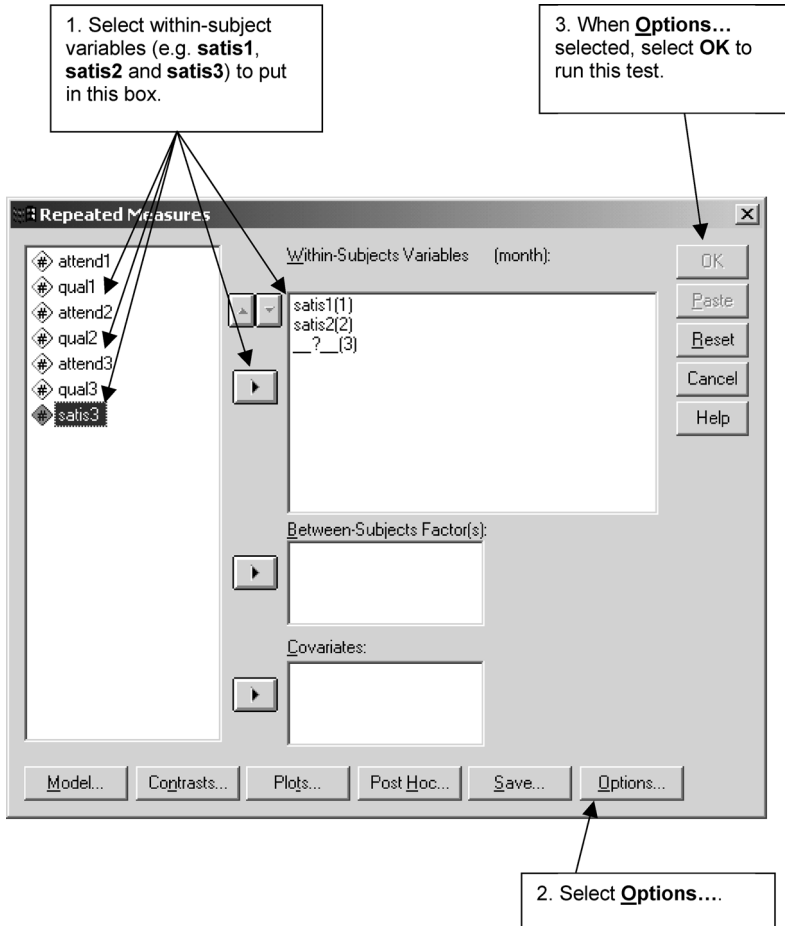 1. Select within-subject
variables (e.g. satis1,
satis2 and satis3) to put
in this box.
3. When Options…
selected, select OK to
run this test.
Repeated Measures
attend1
qual1
attend2
qual2
attend3
qual3
satis3
Within-Subjects Variables (month):
satis1(1)
satis2(2)
__?__(3)
OK
Paste
Reset
Cancel
Help
Between-Subjects Factor(s):
Covariates:
Model... Contrasts... Plots... Post Hoc... Save... Options...
2. Select Options….